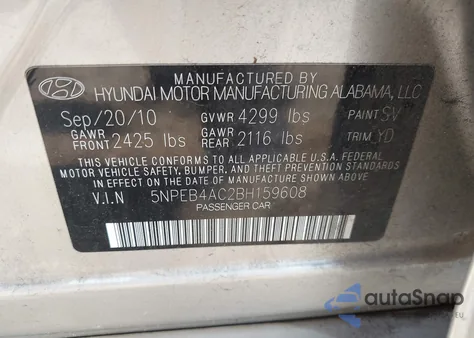 MANUFACTURED BY
HYUNDAI MOTOR MANUFACTURING ALABAMA, LLC
Sep/20/10 GVWR 4299 lbs PAINT SV
GAWR FRONT 2425 lbs GAWR REAR 2116 lbs TRIM YD
THIS VEHICLE CONFORMS TO ALL APPLICABLE U.S.A FEDERAL
MOTOR VEHICLE SAFETY, BUMPER, AND THEFT PREVENTION
STANDARDS IN EFFECT ON THE DATE OF MANUFACTURE SHOWN ABOVE.
V.I.N 5NPEB4AC2BH159608
PASSENGER CAR
autoSnap